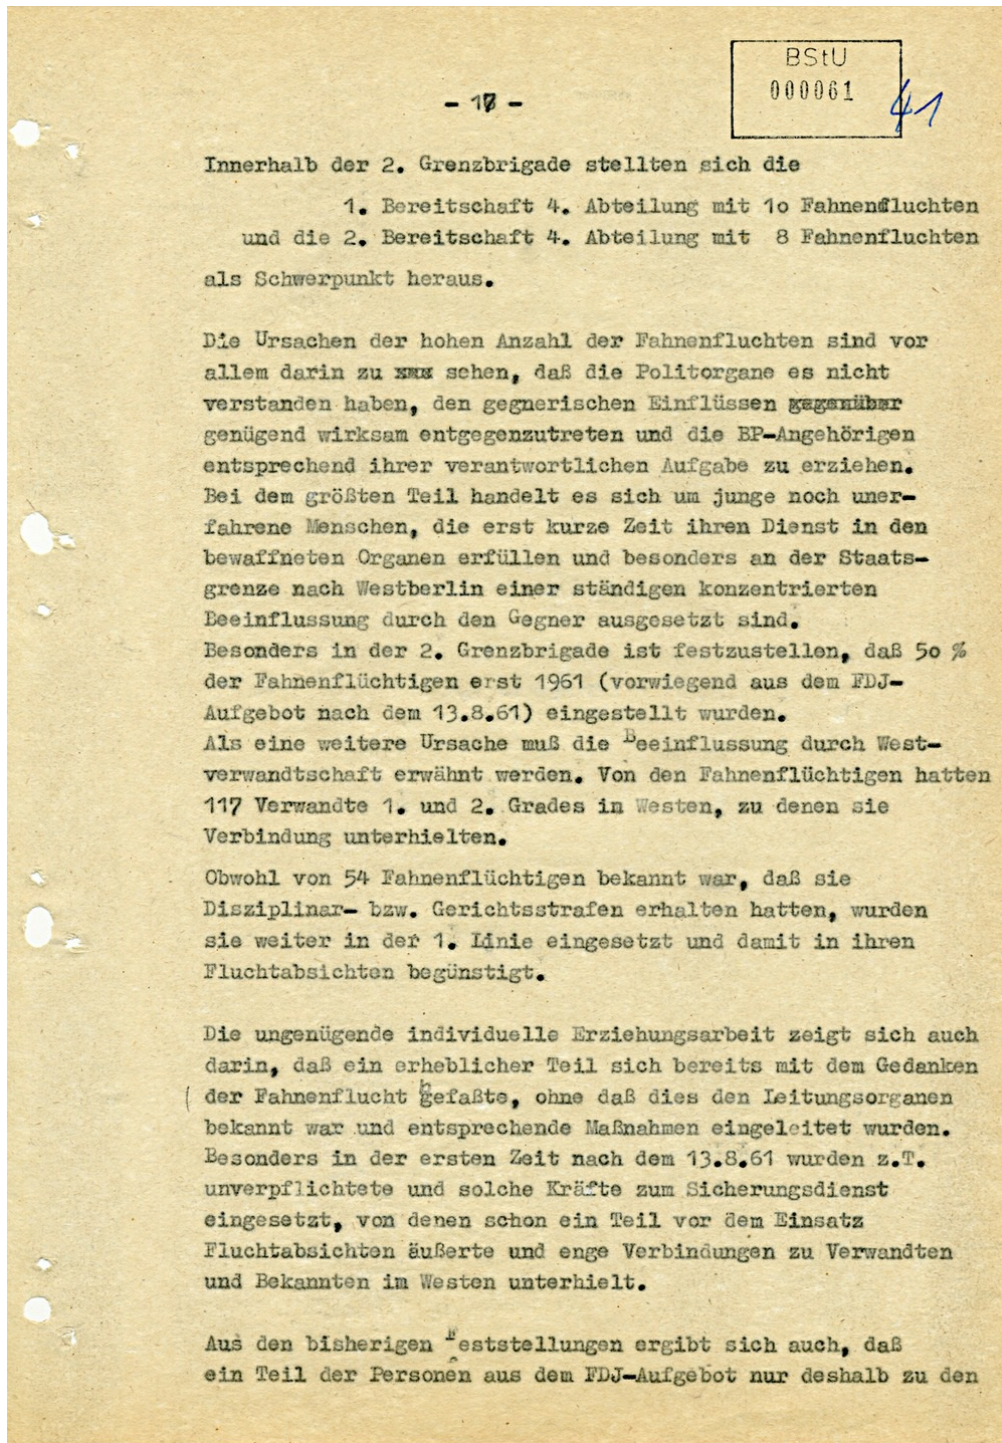 BStU
000061
41
- 17 -
Innerhalb der 2. Grenzbrigade stellten sich die
1. Bereitschaft 4. Abteilung mit 1o Fahnenfluchten
und die 2. Bereitschaft 4. Abteilung mit 8 Fahnenfluchten
als Schwerpunkt heraus.
Die Ursachen der hohen Anzahl der Fahnenfluchten sind vor
allem darin zu xxx sehen, daß die Politorgane es nicht
verstanden haben, den gegnerischen Einflüssen gegenüber
genügend wirksam entgegenzutreten und die BP-Angehörigen
entsprechend ihrer verantwortlichen Aufgabe zu erziehen.
Bei dem größten Teil handelt es sich um junge noch uner-
fahrene Menschen, die erst kurze Zeit ihren Dienst in den
bewaffneten Organen erfüllen und besonders an der Staats-
grenze nach Westberlin einer ständigen konzentrierten
Beeinflussung durch den Gegner ausgesetzt sind.
Besonders in der 2. Grenzbrigade ist festzustellen, daß 5o %
der Fahnenflüchtigen erst 1961 (vorwiegend aus dem FDJ-
Aufgebot nach dem 13.8.61) eingestellt wurden.
Als eine weitere Ursache muß die Beeinflussung durch West-
verwandtschaft erwähnt werden. Von den Fahnenflüchtigen hatten
117 Verwandte 1. und 2. Grades im Westen, zu denen sie
Verbindung unterhielten.
Obwohl von 54 Fahnenflüchtigen bekannt war, daß sie
Disziplinar- bzw. Gerichtsstrafen erhalten hatten, wurden
sie weiter in der 1. Linie eingesetzt und damit in ihren
Fluchtabsichten begünstigt.
Die ungenügende individuelle Erziehungsarbeit zeigt sich auch
darin, daß ein erheblicher Teil sich bereits mit dem Gedanken
der Fahnenflucht befaßte, ohne daß dies den Leitungsorganen
bekannt war und entsprechende Maßnahmen eingeleitet wurden.
Besonders in der ersten Zeit nach dem 13.8.61 wurden z.T.
unverpflichtete und solche Kräfte zum Sicherungsdienst
eingesetzt, von denen schon ein Teil vor dem Einsatz
Fluchtabsichten äußerte und enge Verbindungen zu Verwandten
und Bekannten im Westen unterhielt.
Aus den bisherigen Feststellungen ergibt sich auch, daß
ein Teil der Personen aus dem FDJ-Aufgebot nur deshalb zu den